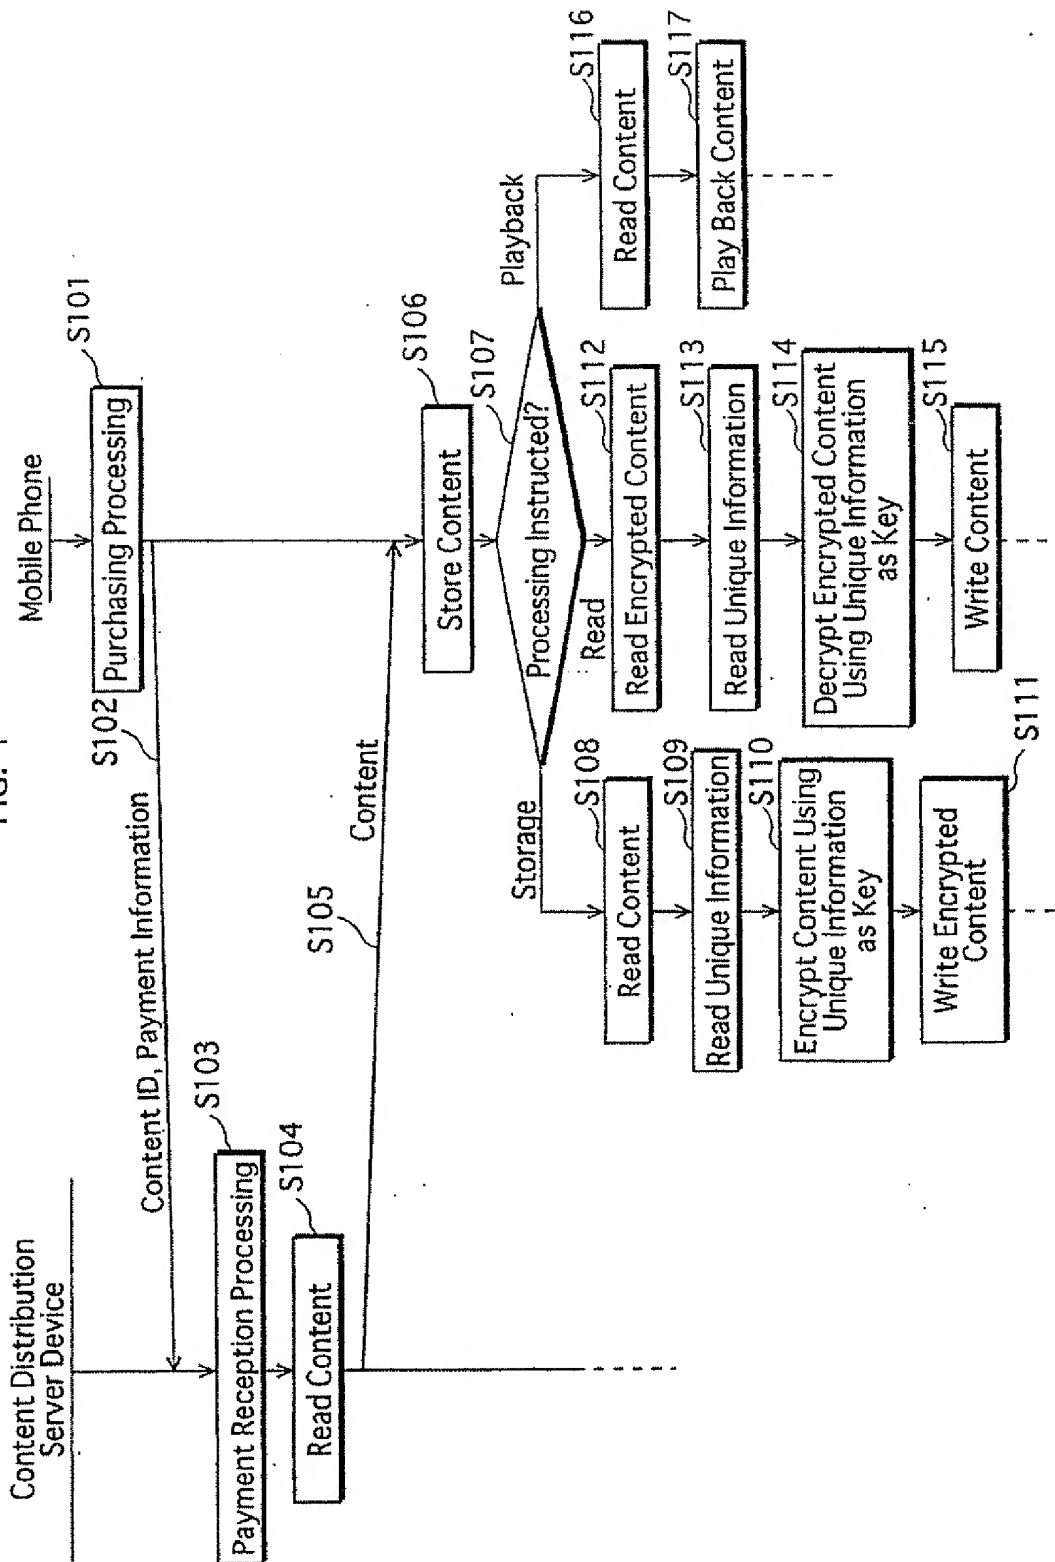 FIG. 4
Content Distribution
Server Device
Mobile Phone
S101
Purchasing Processing
S102
Content ID, Payment Information
S103
Payment Reception Processing
S104
Read Content
S105
Content
S106
Store Content
S107
Processing Instructed?
Storage
Read
Playback
S108
Read Content
S109
Read Unique Information
S110
Encrypt Content Using
Unique Information
as Key
S111
Write Encrypted
Content
S112
Read Encrypted Content
S113
Read Unique Information
S114
Decrypt Encrypted Content
Using Unique Information
as Key
S115
Write Content
S116
Read Content
S117
Play Back Content